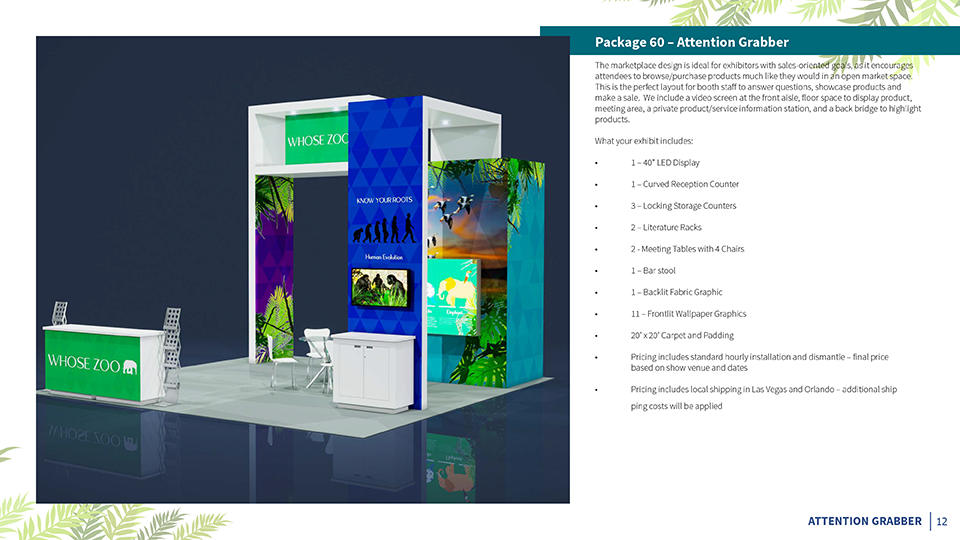 Package 60 – Attention Grabber
The marketplace design is ideal for exhibitors with sales-oriented goals, as it encourages
attendees to browse/purchase products much like they would in an open market space.
This is the perfect layout for booth staff to answer questions, showcase products and
make a sale.  We include a video screen at the front aisle, floor space to display product,
meeting area, a private product/service information station, and a back bridge to highlight
products.
What your exhibit includes:
• 1 – 40" LED Display
• 1 – Curved Reception Counter
• 3 – Locking Storage Counters
• 2 – Literature Racks
• 2 - Meeting Tables with 4 Chairs
• 1 – Bar stool
• 1 – Backlit Fabric Graphic
• 11 – Frontlit Wallpaper Graphics
• 20' x 20' Carpet and Padding
• Pricing includes standard hourly installation and dismantle – final price
based on show venue and dates
• Pricing includes local shipping in Las Vegas and Orlando – additional ship
ping costs will be applied
WHOSE ZOO
KNOW YOUR ROOTS
Human Evolution
WHOSE ZOO
ATTENTION GRABBER | 12